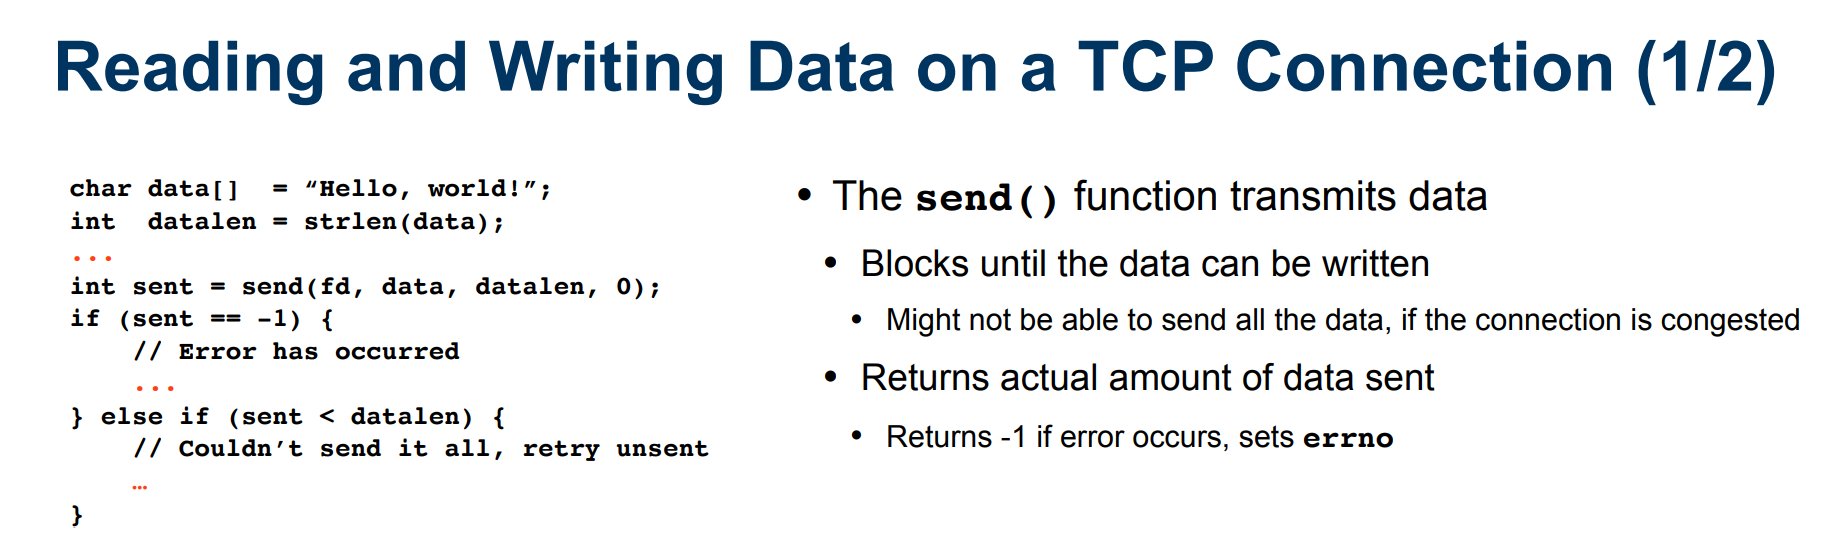 Reading and Writing Data on a TCP Connection (1/2)
char data[]  = “Hello, world!”;
int  datalen = strlen(data);
...
int sent = send(fd, data, datalen, 0);
if (sent == -1) {
    // Error has occurred
    ...
} else if (sent < datalen) {
    // Couldn’t send it all, retry unsent
    …
}
• The send() function transmits data
• Blocks until the data can be written
• Might not be able to send all the data, if the connection is congested
• Returns actual amount of data sent
• Returns -1 if error occurs, sets errno